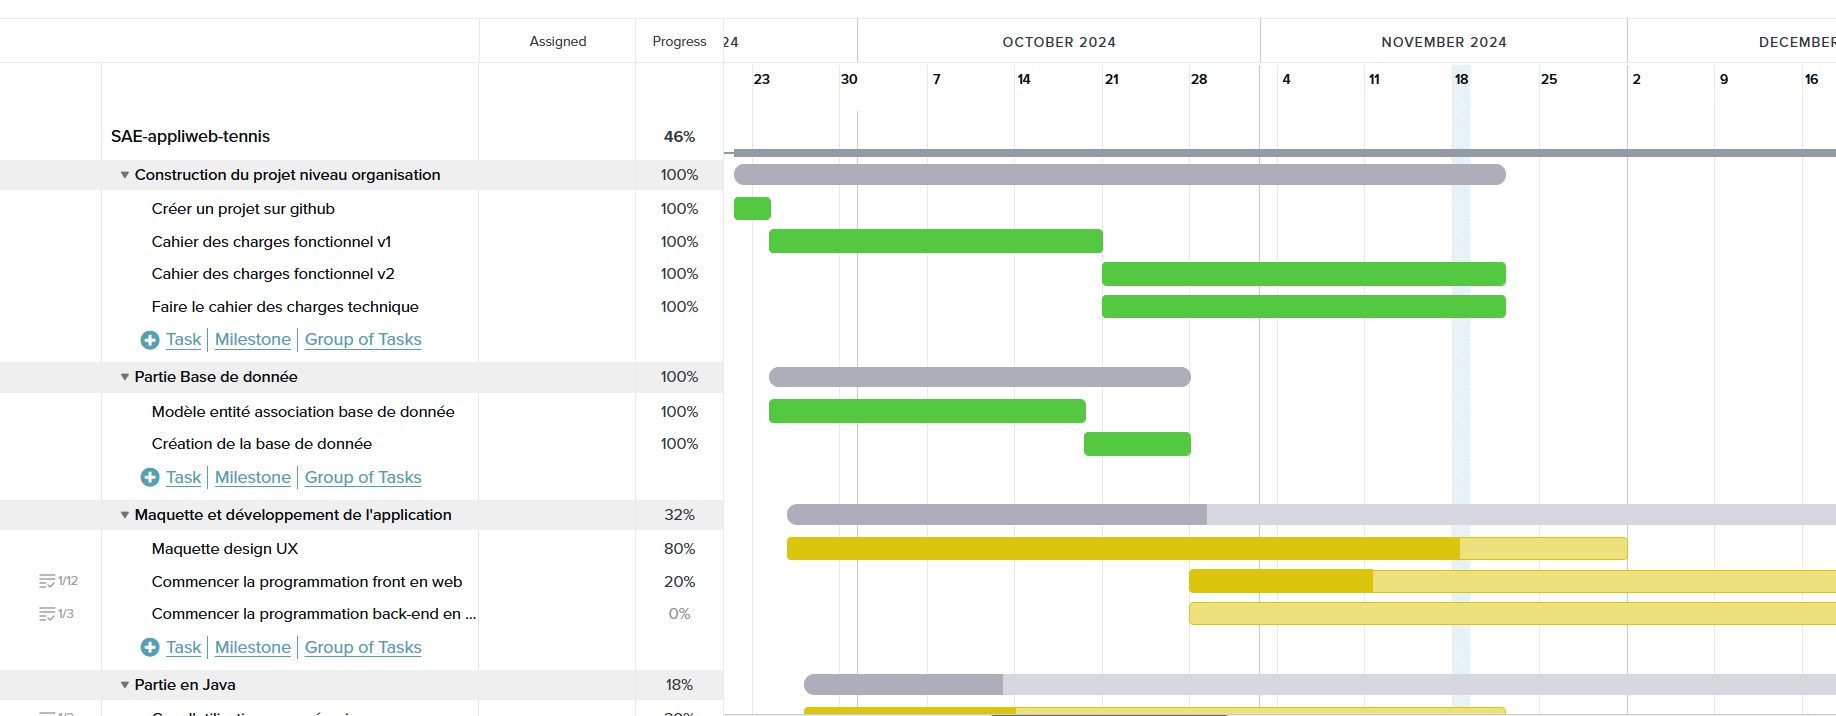 Assigned Progress 24 OCTOBER 2024 NOVEMBER 2024 DECEMBER
23 30 7 14 21 28 4 11 18 25 2 9 16
SAE-appliweb-tennis 46%
Construction du projet niveau organisation 100%
Créer un projet sur github 100%
Cahier des charges fonctionnel v1 100%
Cahier des charges fonctionnel v2 100%
Faire le cahier des charges technique 100%
Task Milestone Group of Tasks
Partie Base de donnée 100%
Modèle entité association base de donnée 100%
Création de la base de donnée 100%
Task Milestone Group of Tasks
Maquette et développement de l'application 32%
Maquette design UX 80%
1/12 Commencer la programmation front en web 20%
1/3 Commencer la programmation back-end en ... 0%
Task Milestone Group of Tasks
Partie en Java 18%